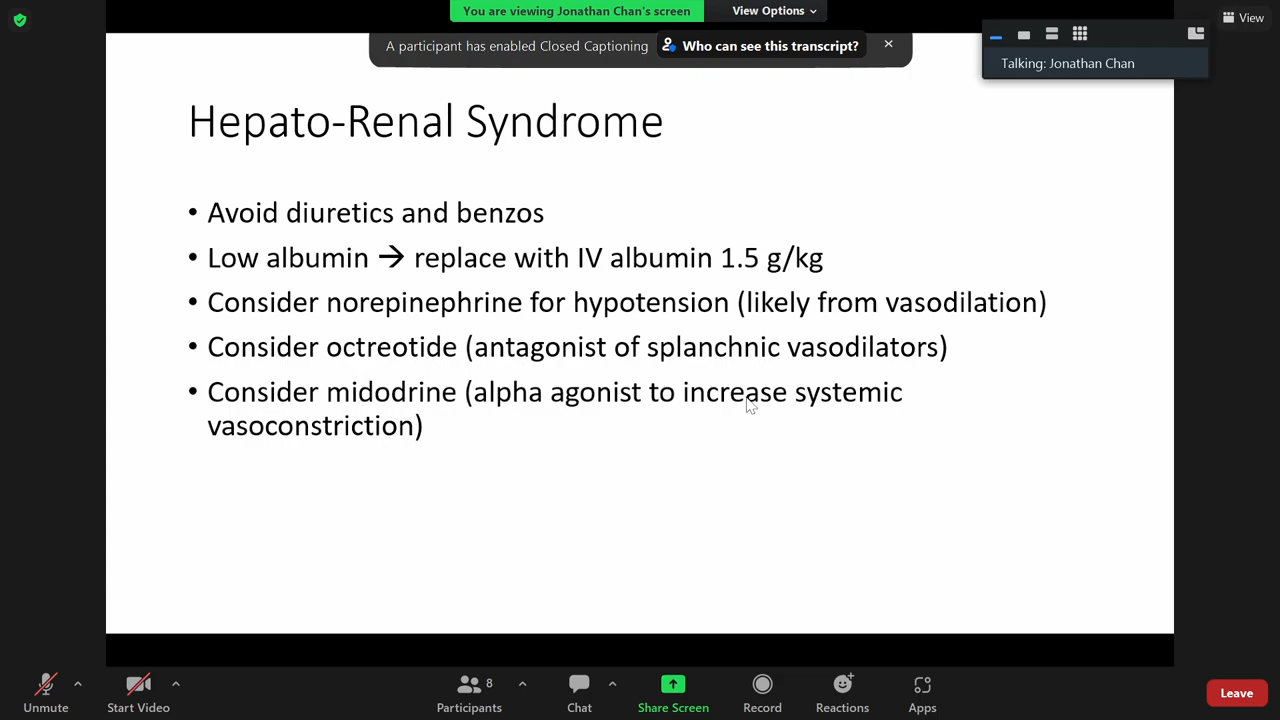 You are viewing Jonathan Chan's screen
View Options
View
A participant has enabled Closed Captioning
Who can see this transcript?
Talking: Jonathan Chan
Hepato-Renal Syndrome
• Avoid diuretics and benzos
• Low albumin → replace with IV albumin 1.5 g/kg
• Consider norepinephrine for hypotension (likely from vasodilation)
• Consider octreotide (antagonist of splanchnic vasodilators)
• Consider midodrine (alpha agonist to increase systemic
vasoconstriction)
Unmute
Start Video
8
Participants
Chat
Share Screen
Record
Reactions
Apps
Leave